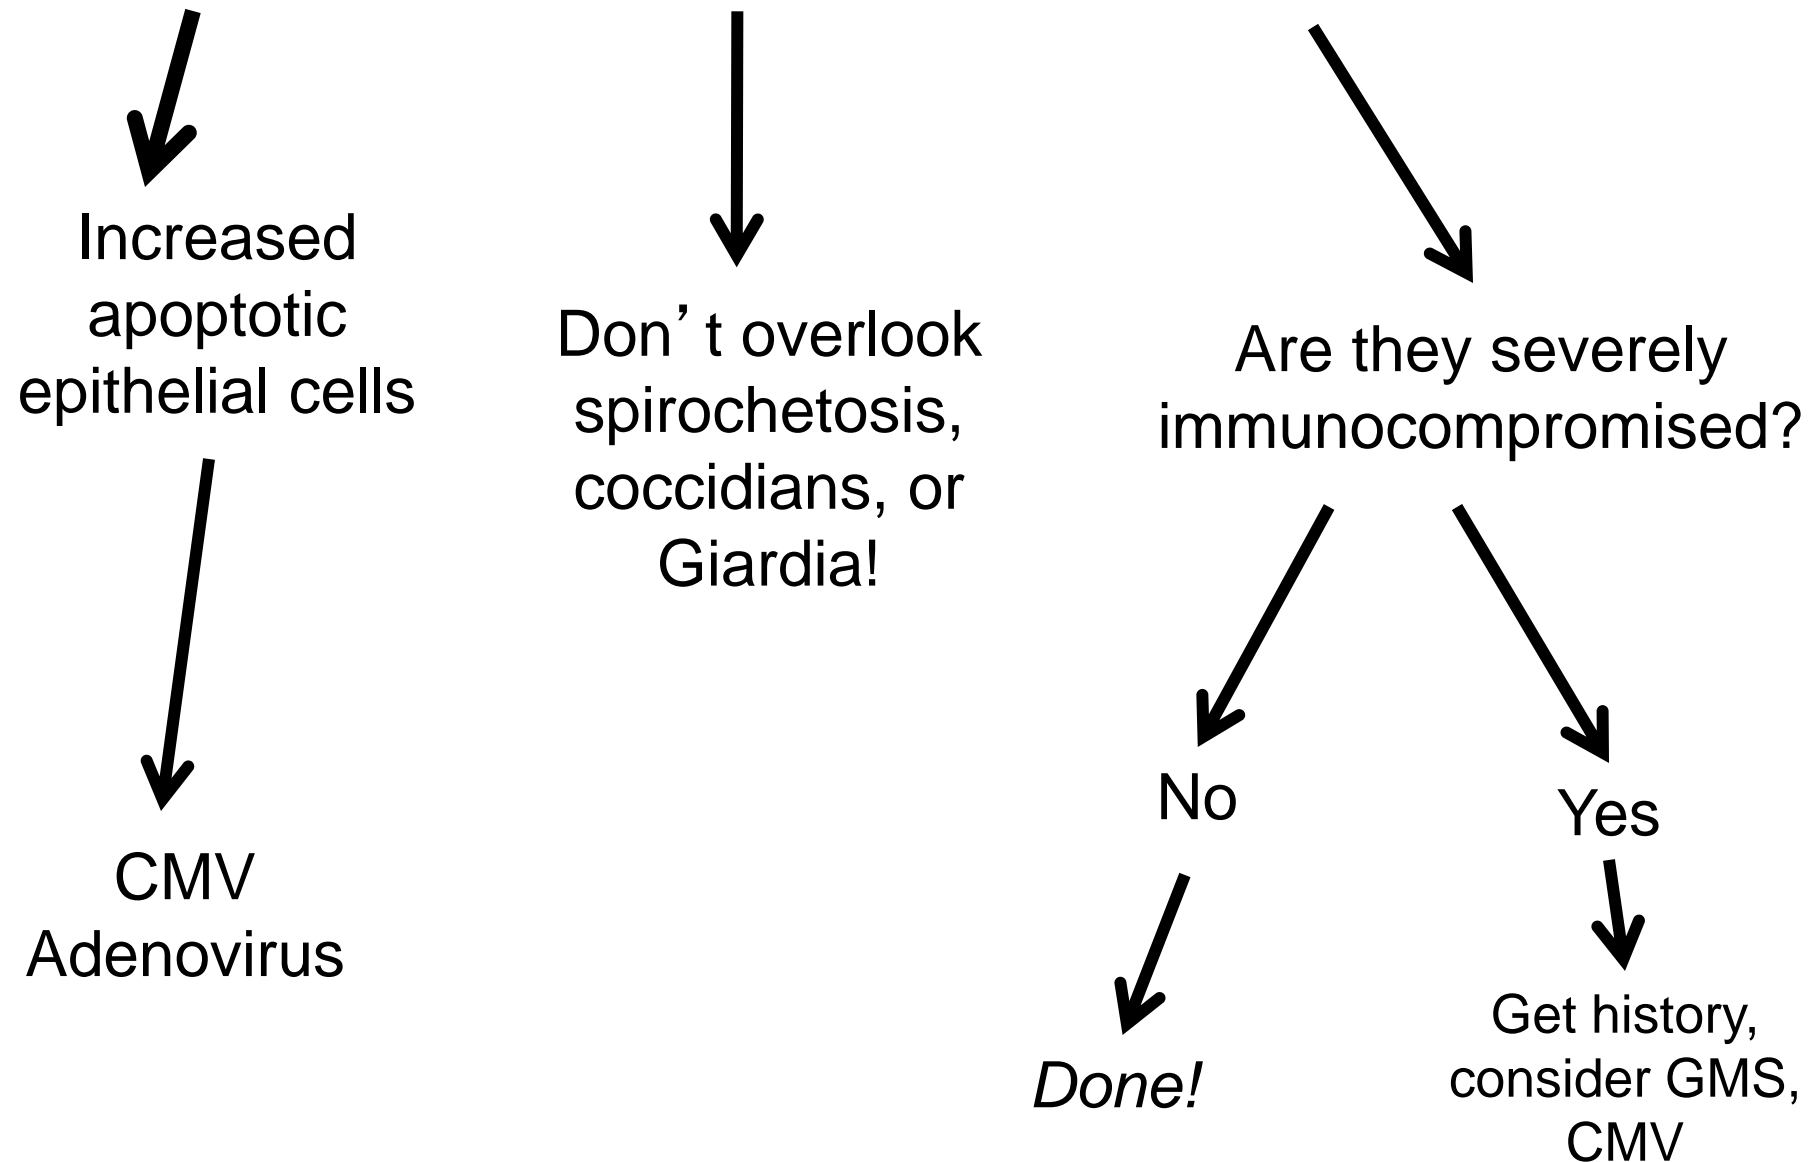 Increased
apoptotic
epithelial cells
Don’t overlook
spirochetosis,
coccidians, or
Giardia!
Are they severely
immunocompromised?
No
Yes
CMV
Adenovirus
Done!
Get history,
consider GMS,
CMV